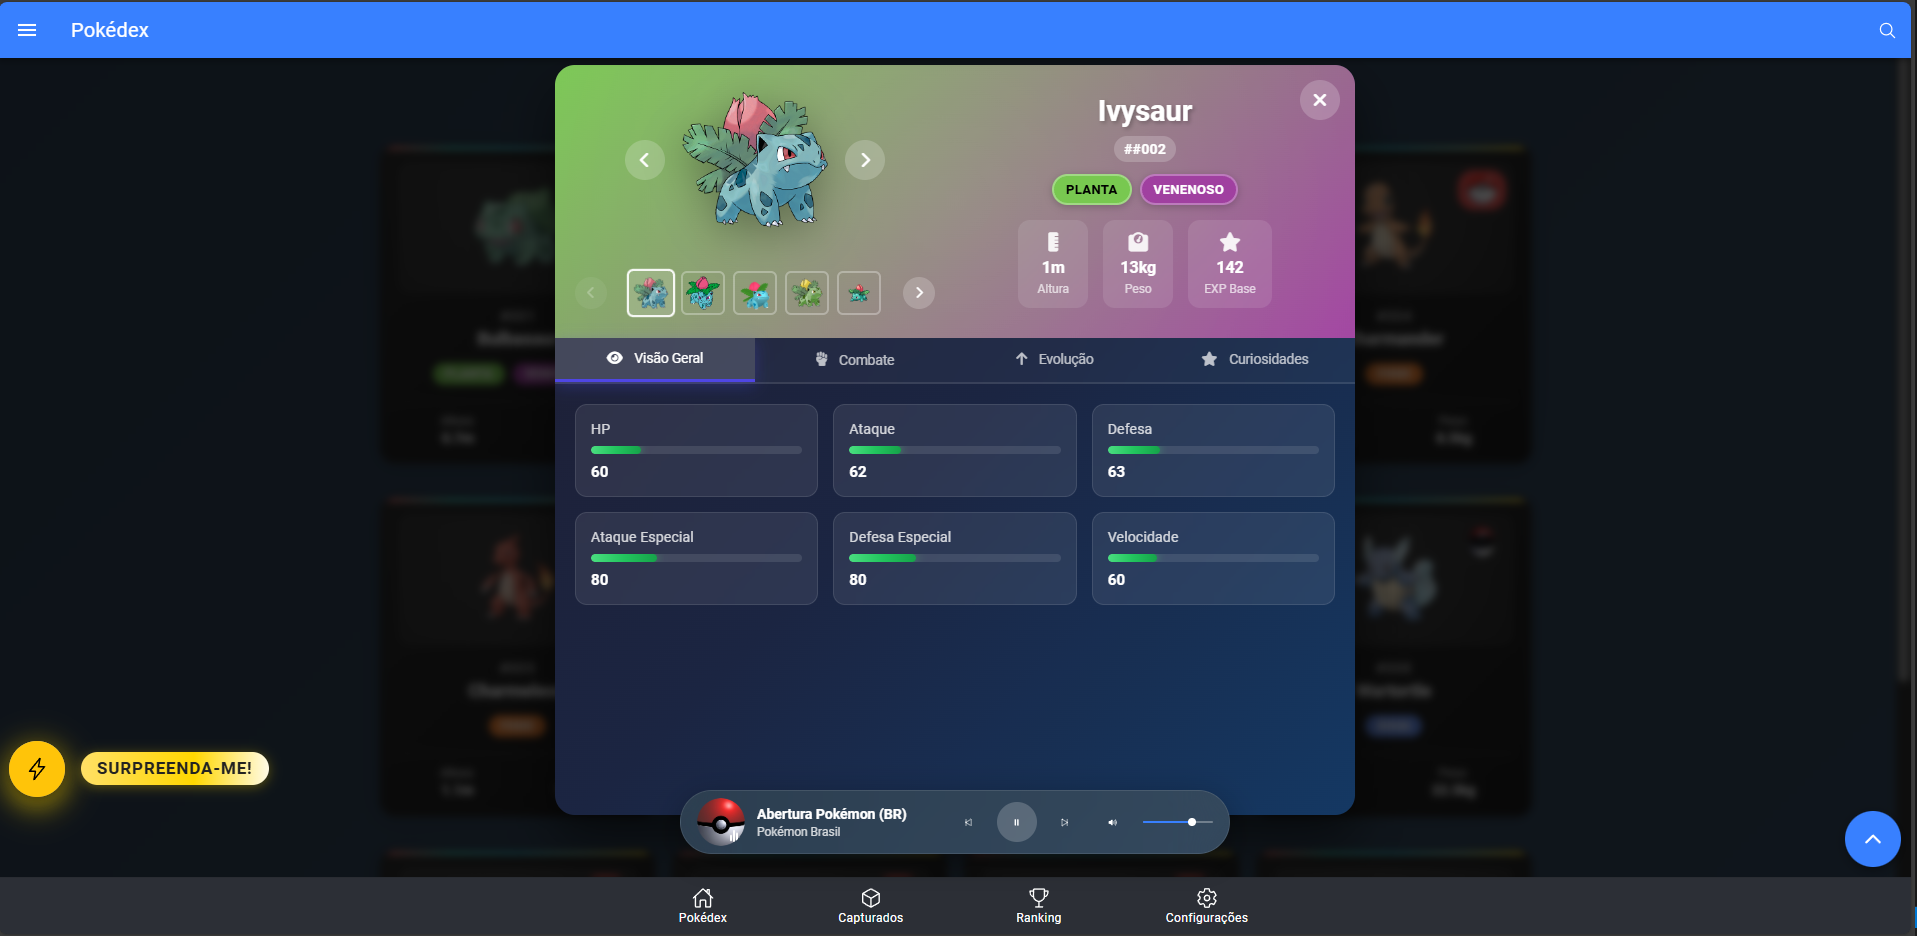 Pokédex
Ivysaur
##002
PLANTA VENENOSO
1m 13kg 142
Altura Peso EXP Base
Visão Geral Combate Evolução Curiosidades
HP Ataque Defesa
60 62 63
Ataque Especial Defesa Especial Velocidade
80 80 60
SURPREENDA-ME!
Abertura Pokémon (BR)
Pokémon Brasil
Pokédex Capturados Ranking Configurações